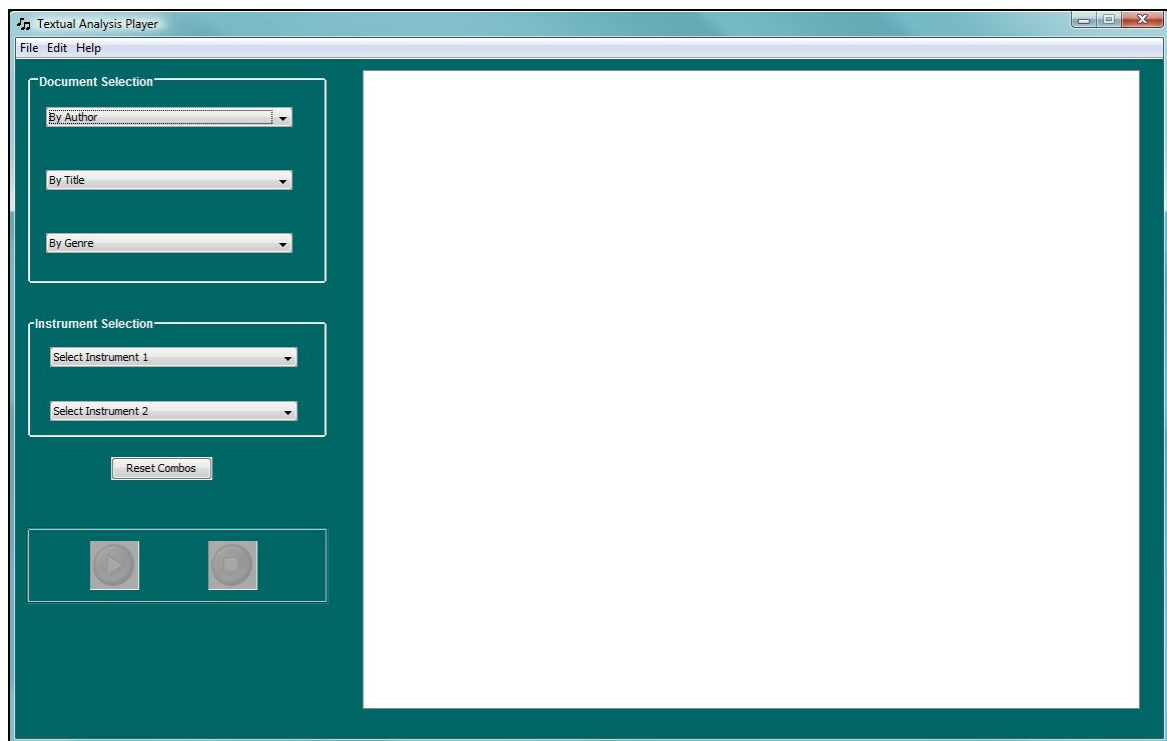 Textual Analysis Player
File Edit Help
Document Selection
By Author
By Title
By Genre
Instrument Selection
Select Instrument 1
Select Instrument 2
Reset Combos